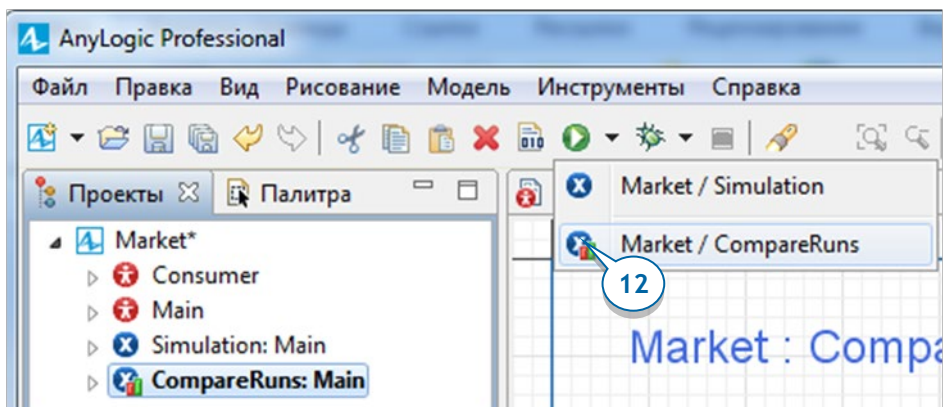 AnyLogic Professional
Файл Правка Вид Рисование Модель Инструменты Справка
010
Проекты Палитра
Market / Simulation
Market*
Market / CompareRuns
Consumer
12
Main
Simulation: Main
Market : Compa
CompareRuns: Main